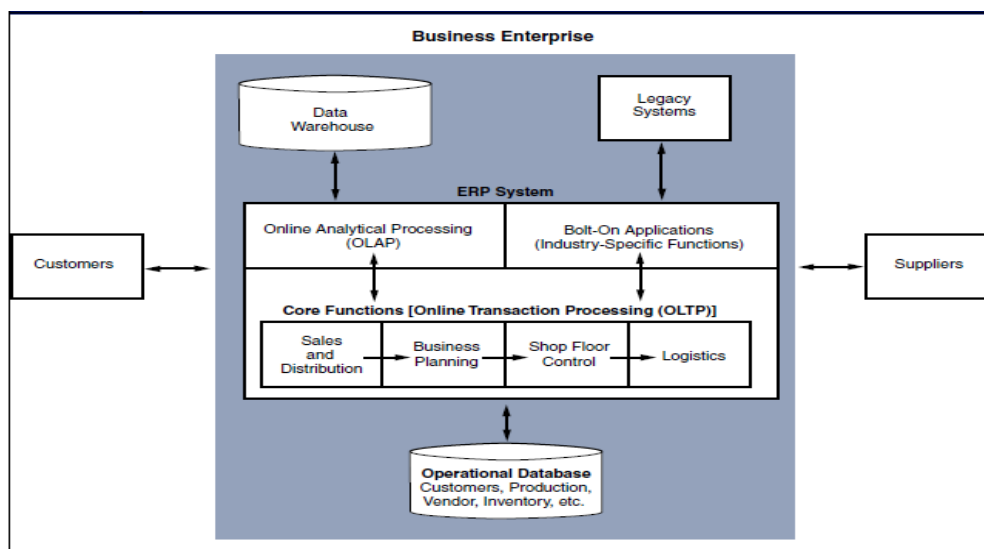 Business Enterprise
Data
Warehouse
Legacy
Systems
ERP System
Online Analytical Processing
(OLAP)
Bolt-On Applications
(Industry-Specific Functions)
Customers
Suppliers
Core Functions [Online Transaction Processing (OLTP)]
Sales
and
Distribution
Business
Planning
Shop Floor
Control
Logistics
Operational Database
Customers, Production,
Vendor, Inventory, etc.